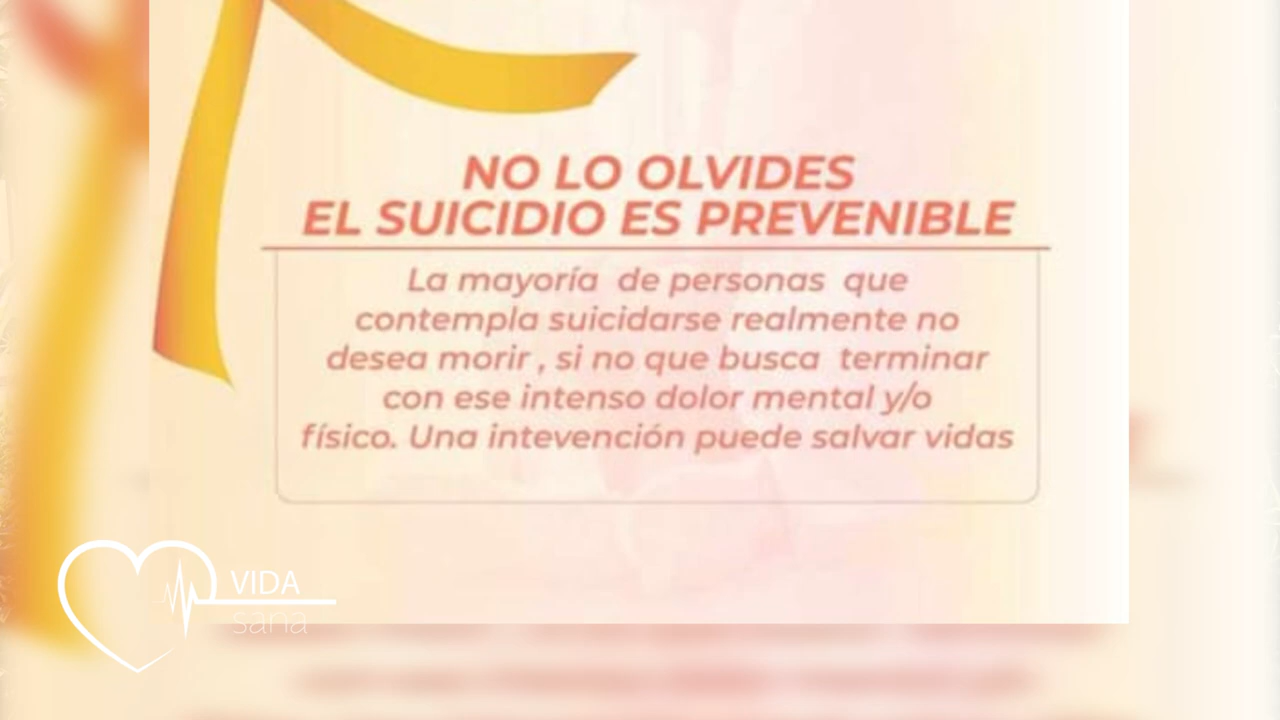 NO LO OLVIDES
EL SUICIDIO ES PREVENIBLE
La mayoría de personas que
contempla suicidarse realmente no
desea morir , si no que busca terminar
con ese intenso dolor mental y/o
físico. Una intevención puede salvar vidas
VIDA
sana